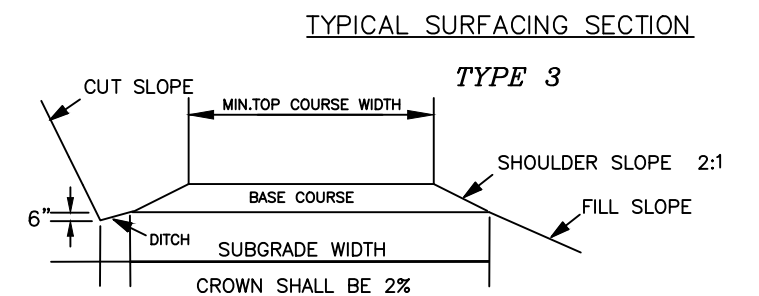 TYPICAL SURFACING SECTION
TYPE 3
CUT SLOPE
MIN.TOP COURSE WIDTH
SHOULDER SLOPE 2:1
BASE COURSE
FILL SLOPE
6"
DITCH
SUBGRADE WIDTH
CROWN SHALL BE 2%